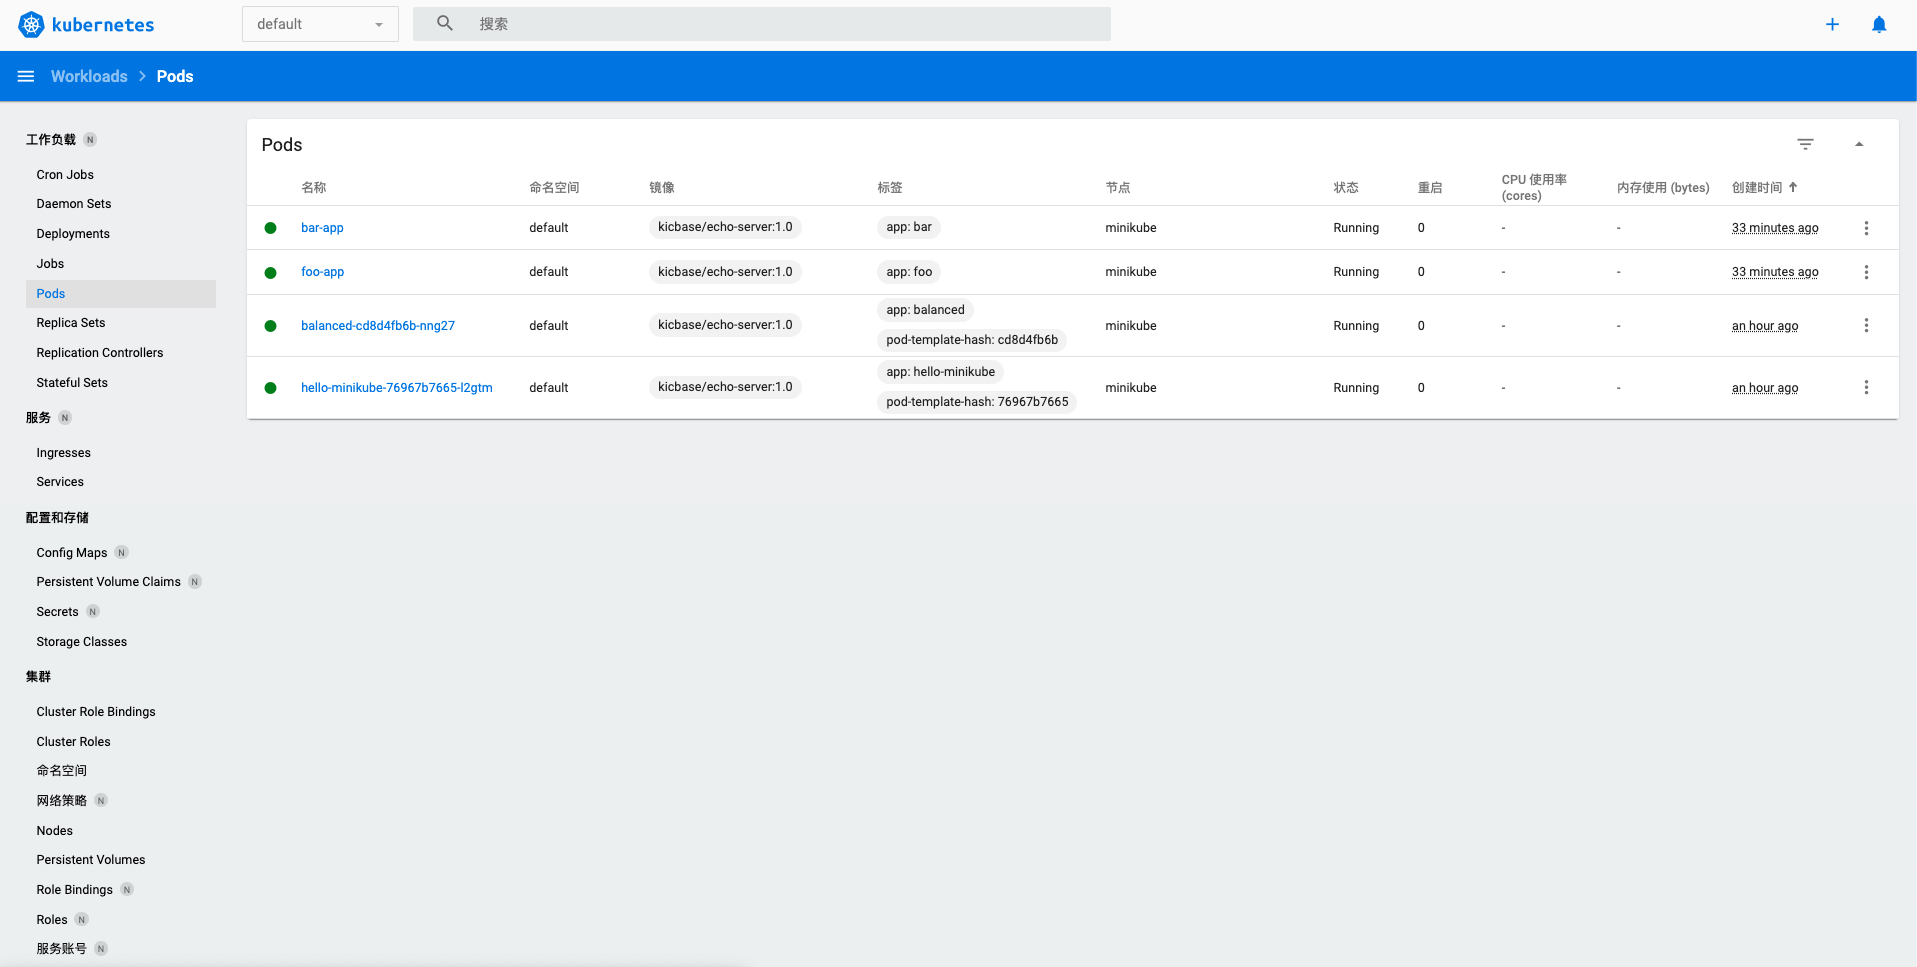 kubernetes
default
搜索
Workloads > Pods
工作负载 N
Cron Jobs
Daemon Sets
Deployments
Jobs
Pods
Replica Sets
Replication Controllers
Stateful Sets
服务 N
Ingresses
Services
配置和存储
Config Maps N
Persistent Volume Claims N
Secrets N
Storage Classes
集群
Cluster Role Bindings
Cluster Roles
命名空间
网络策略 N
Nodes
Persistent Volumes
Role Bindings N
Roles N
服务账号 N
Pods
名称 命名空间 镜像 标签 节点 状态 重启 CPU 使用率 (cores) 内存使用 (bytes) 创建时间
bar-app default kicbase/echo-server:1.0 app: bar minikube Running 0 - - 33 minutes ago
foo-app default kicbase/echo-server:1.0 app: foo minikube Running 0 - - 33 minutes ago
balanced-cd8d4fb6b-nng27 default kicbase/echo-server:1.0 app: balanced pod-template-hash: cd8d4fb6b minikube Running 0 - - an hour ago
hello-minikube-76967b7665-l2gtm default kicbase/echo-server:1.0 app: hello-minikube pod-template-hash: 76967b7665 minikube Running 0 - - an hour ago